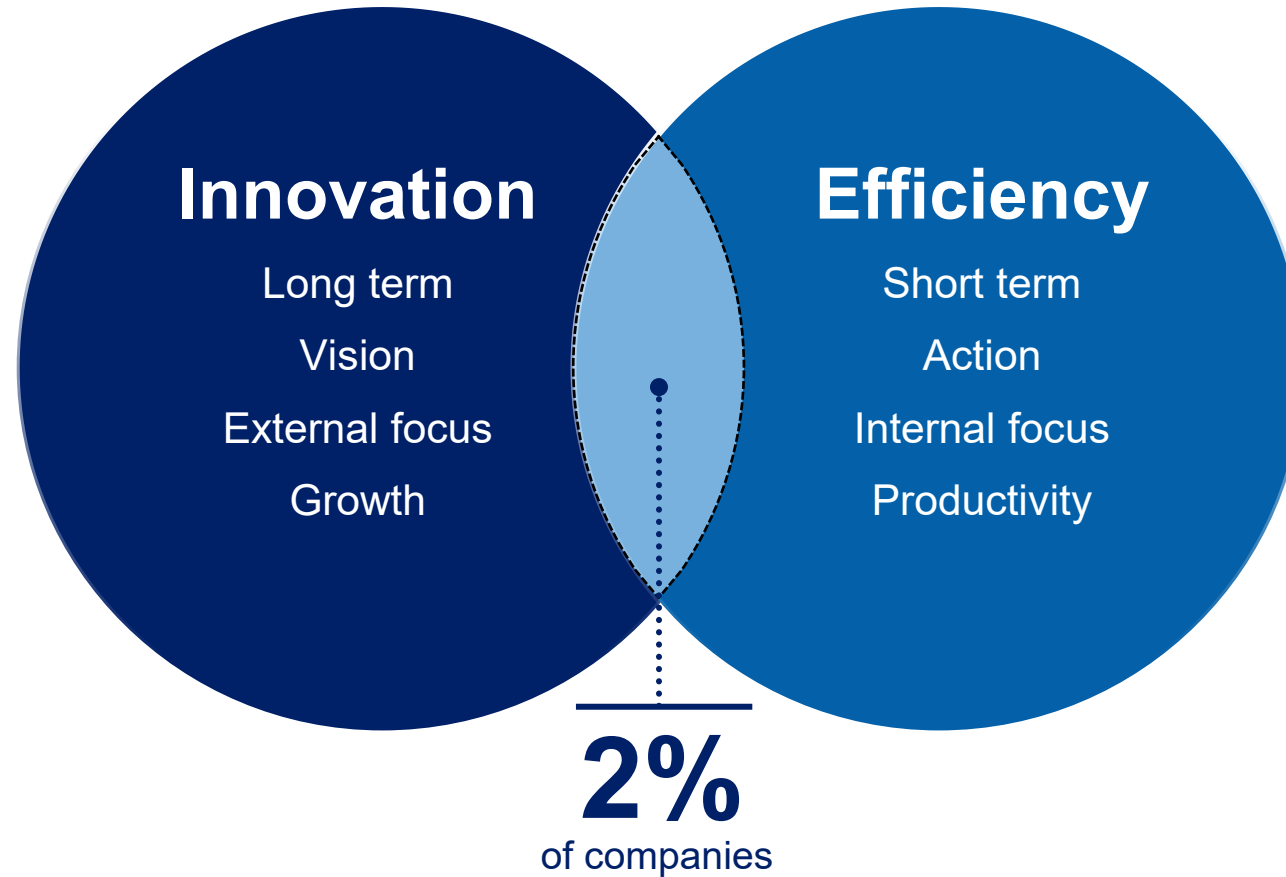 Innovation
Long term
Vision
External focus
Growth
Efficiency
Short term
Action
Internal focus
Productivity
2%
of companies